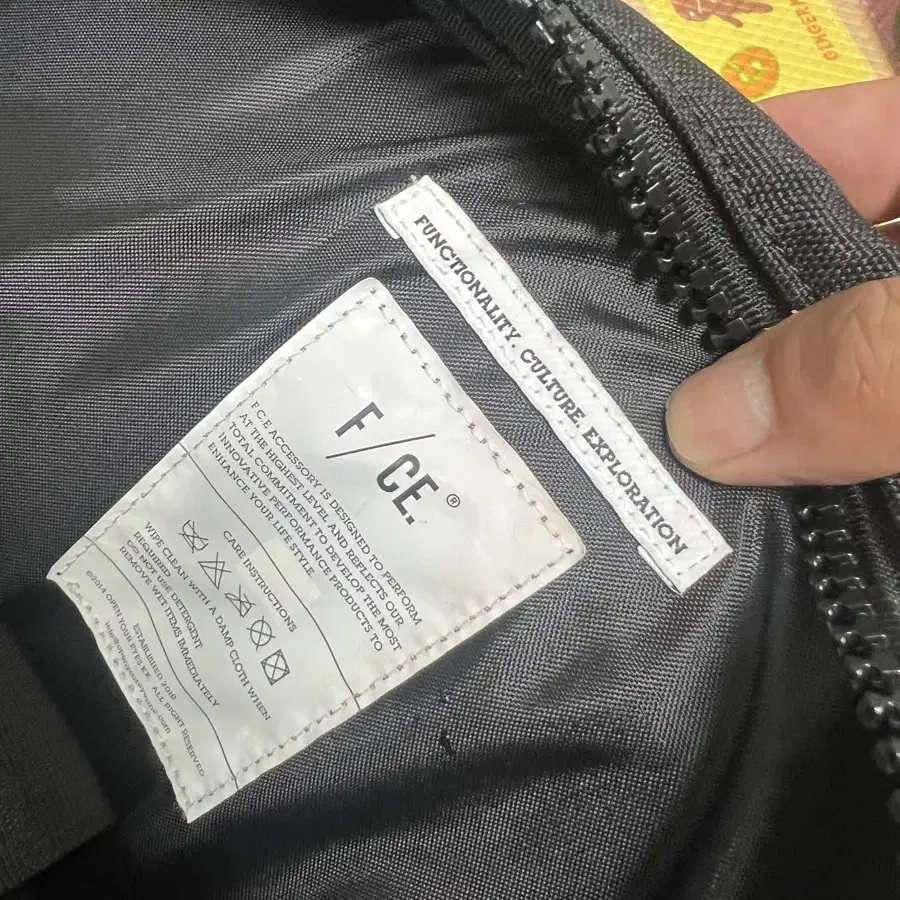 FUNCTIONALITY. CULTURE. EXPLORATION
F/CE.®
F.C.E ACCESSORY IS DESIGNED TO PERFORM
AT THE HIGHEST LEVEL AND REFLECTS OUR
TOTAL COMMITMENT TO DEVELOP THE MOST
INNOVATIVE PERFORMANCE PRODUCTS TO
ENHANCE YOUR LIFE STYLE.
CARE INSTRUCTIONS
WIPE CLEAN WITH A DAMP CLOTH WHEN
REQUIRED
DO NOT USE DETERGENT
REMOVE WET ITEMS IMMEDIATELY
ESTABLISHED 2010
©2014 OPEN YOUR EYES K.K. ALL RIGHT RESERVED